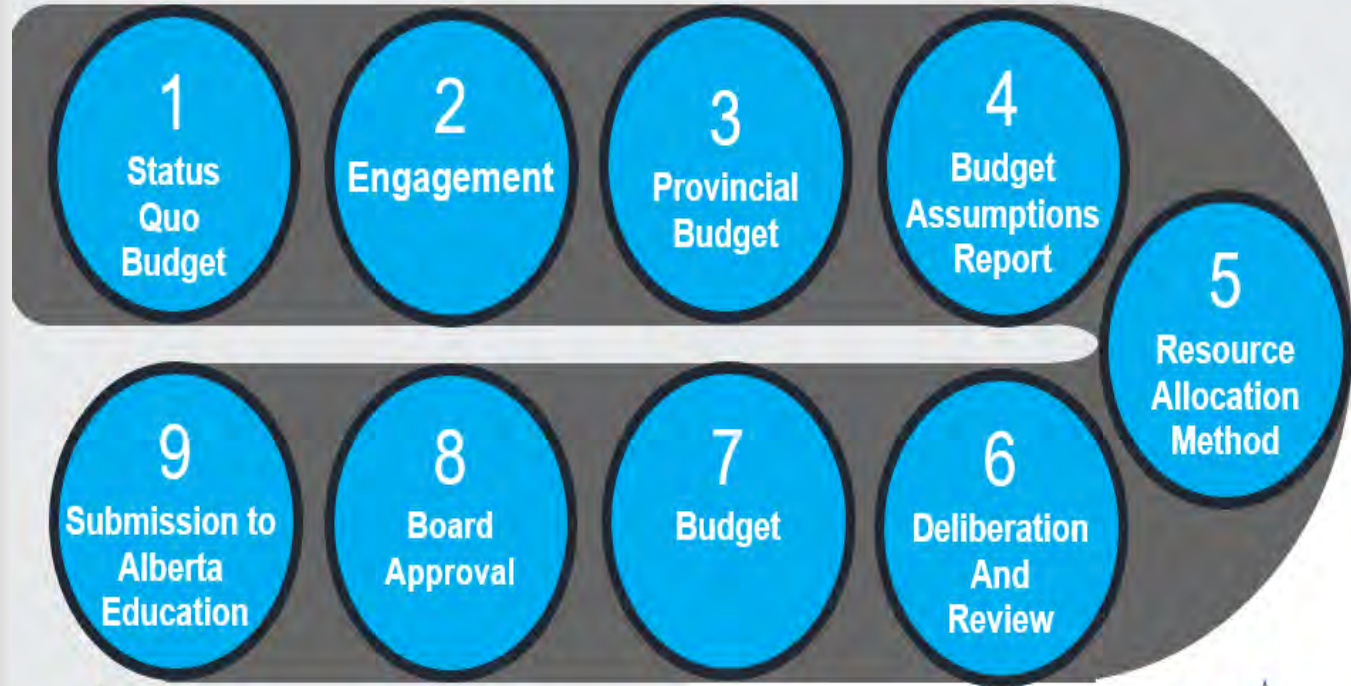 1
Status
Quo
Budget
2
Engagement
3
Provincial
Budget
4
Budget
Assumptions
Report
5
Resource
Allocation
Method
6
Deliberation
And
Review
7
Budget
8
Board
Approval
9
Submission to
Alberta
Education